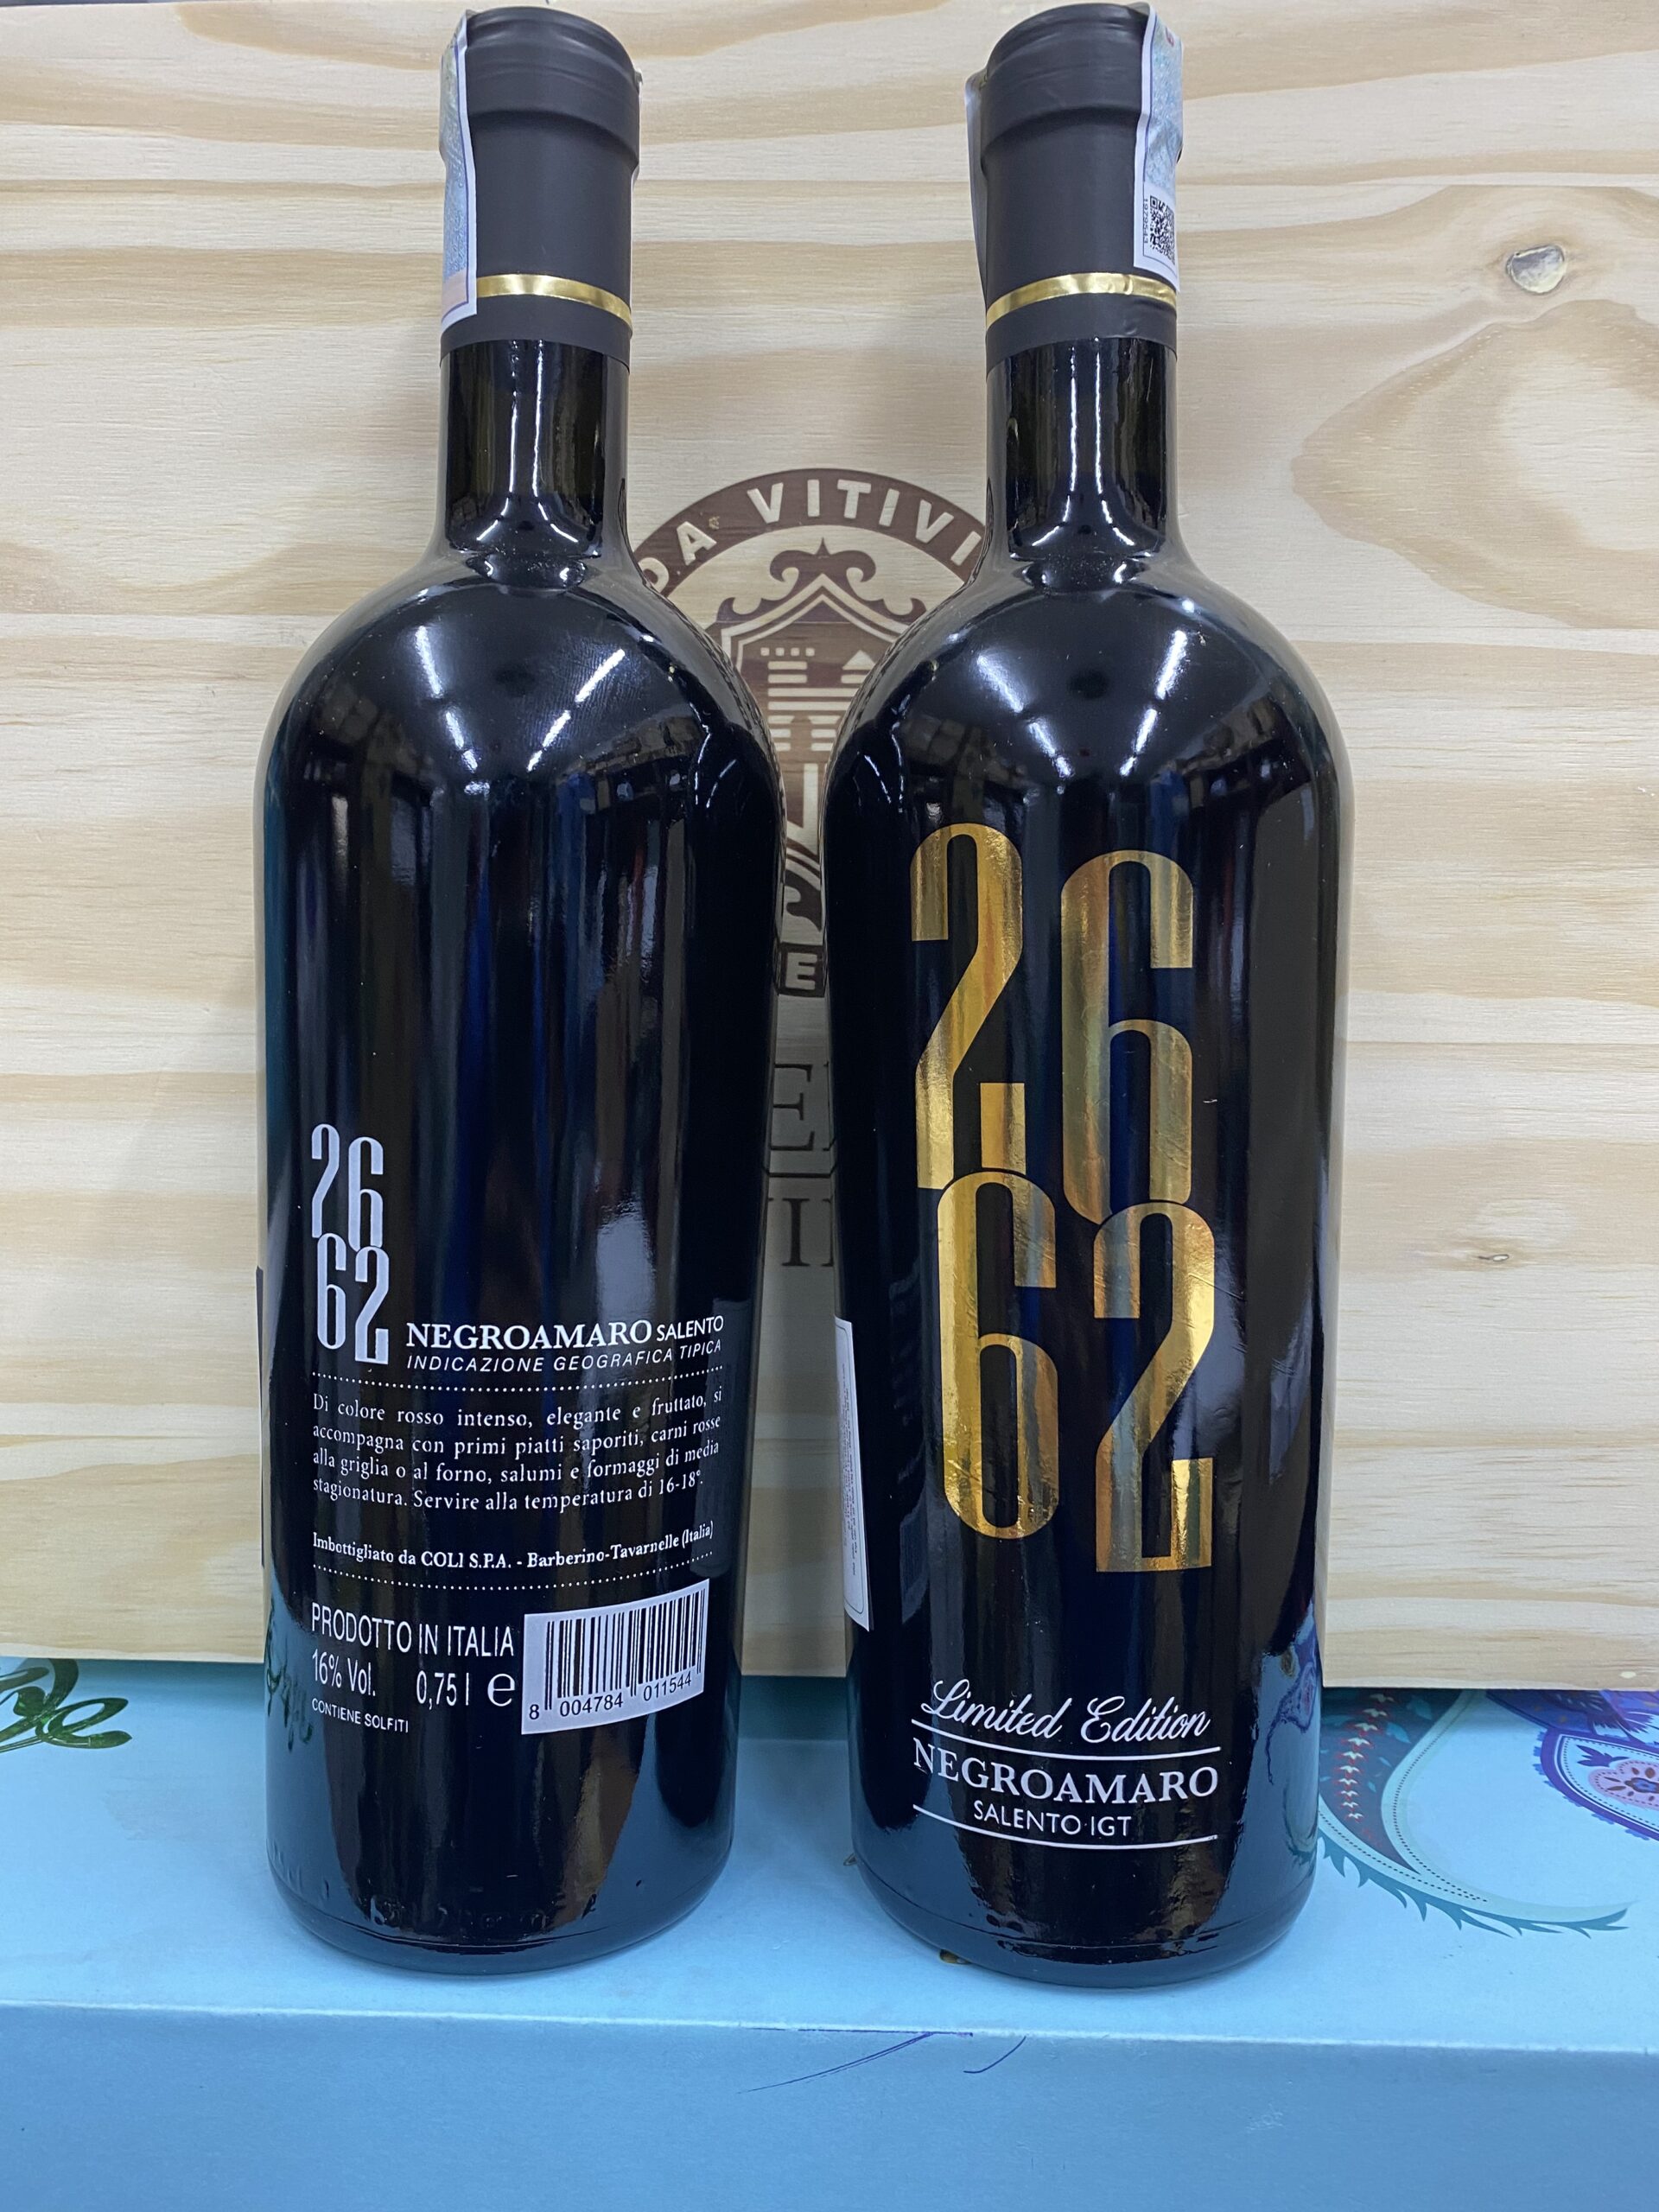 DA VITIVI
E
26
62
NEGROAMARO SALENTO
INDICAZIONE GEOGRAFICA TIPICA
Di colore rosso intenso, elegante e fruttato, si
accompagna con primi piatti saporiti, carni rosse
alla griglia o al forno, salumi e formaggi di media
stagionatura. Servire alla temperatura di 16-18°.
Imbottigliato da COLI S.P.A. - Barberino-Tavarnelle (Italia)
PRODOTTO IN ITALIA
16% Vol. 0,75 l e
CONTIENE SOLFITI
8 004784 011544
26
62
Limited Edition
NEGROAMARO
SALENTO IGT